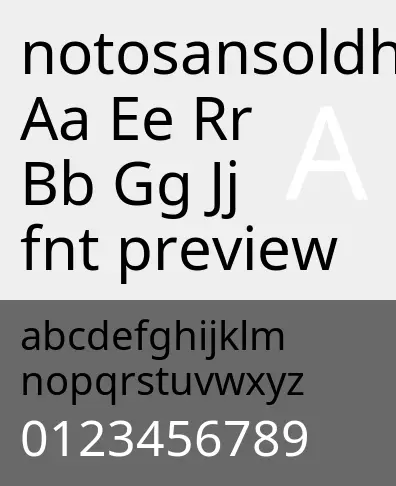 notosansoldh
Aa Ee Rr
Bb Gg Jj
A
fnt preview
abcdefghijklm
nopqrstuvwxyz
0123456789